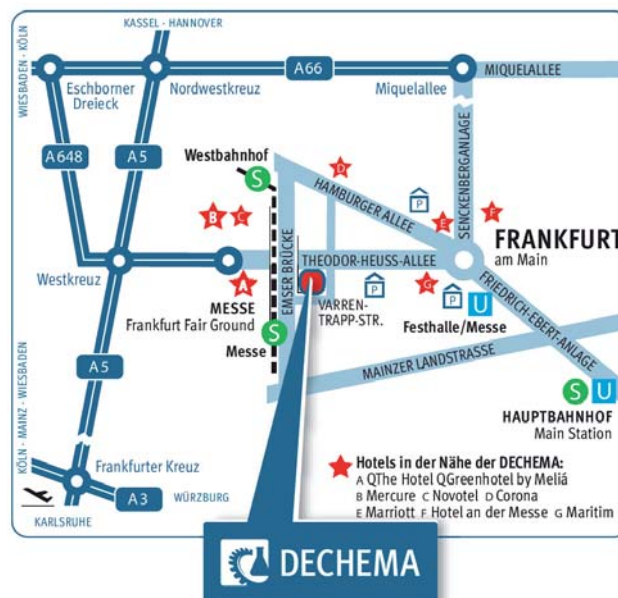 KASSEL - HANNOVER
WIESBADEN - KÖLN
A66
MIQUELALLEE
Eschborner
Dreieck
Nordwestkreuz
Miquelallee
A648
A5
Westbahnhof
S
D
HAMBURGER ALLEE
P
SENCKENBERGANLAGE
B
C
E
F
FRANKFURT
am Main
Westkreuz
THEODOR-HEUSS-ALLEE
EMSER BRÜCKE
A
G
P
P
U
MESSE
Frankfurt Fair Ground
VARREN-
TRAPP-STR.
Festhalle/Messe
FRIEDRICH-EBERT-ANLAGE
S
Messe
MAINZER LANDSTRASSE
A5
S
U
HAUPTBAHNHOF
Main Station
KÖLN - MAINZ - WIESBADEN
Frankfurter Kreuz
A3
WÜRZBURG
KARLSRUHE
Hotels in der Nähe der DECHEMA:
A QThe Hotel QGreenhotel by Meliá
B Mercure C Novotel D Corona
E Marriott F Hotel an der Messe G Maritim
DECHEMA